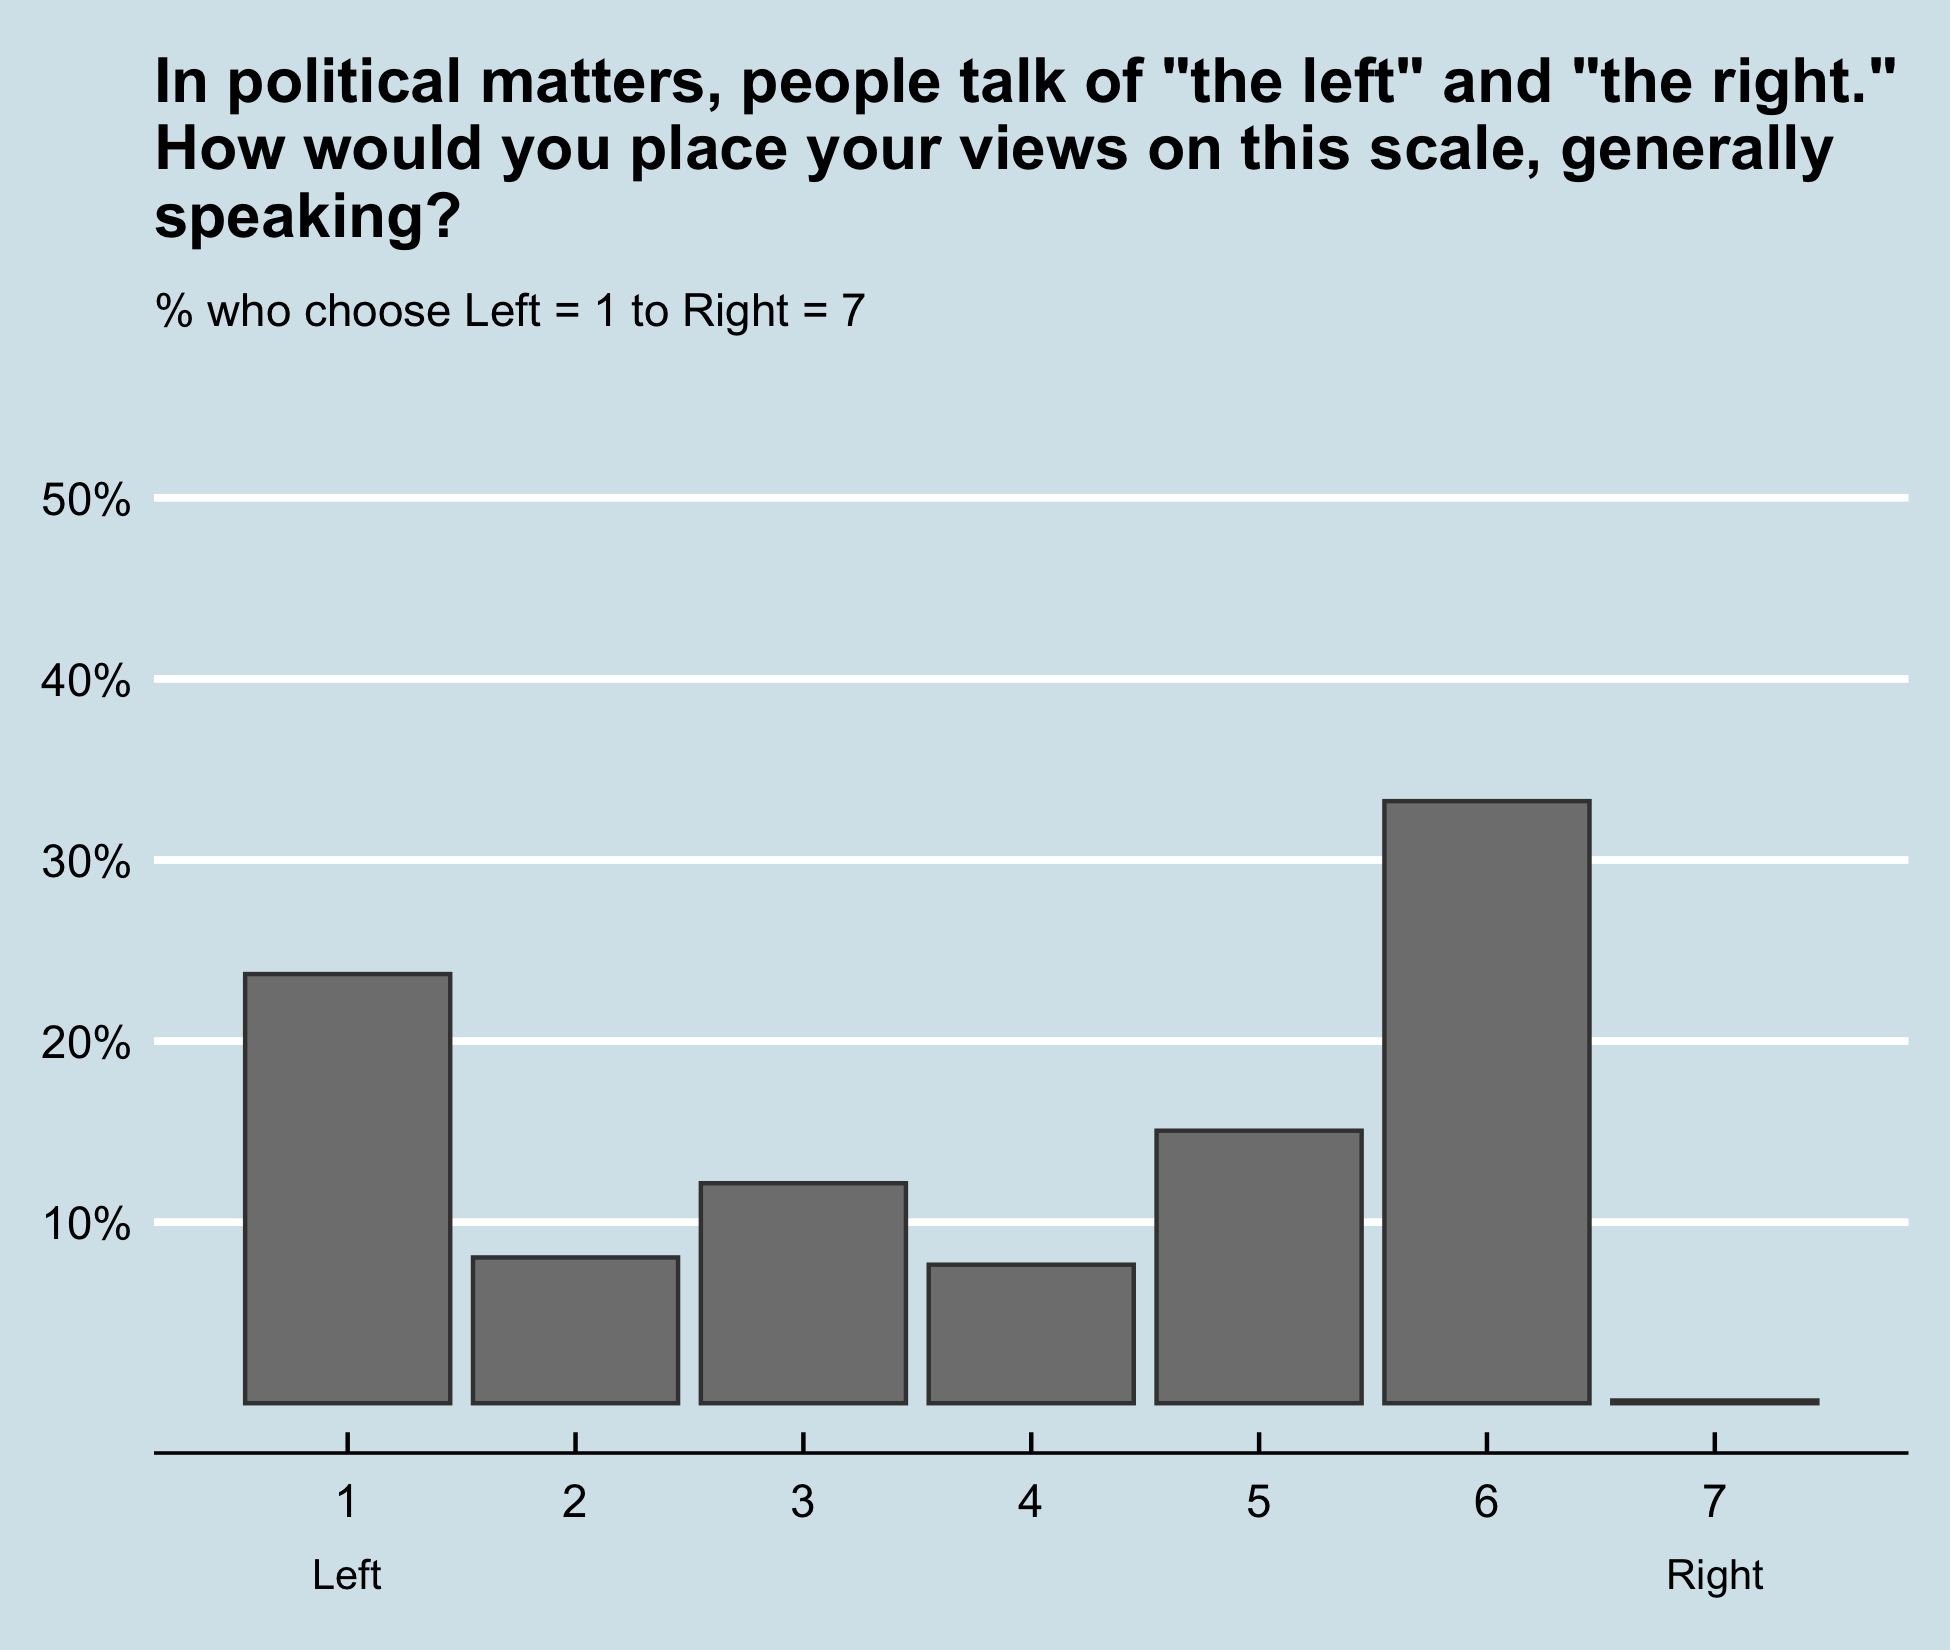 In political matters, people talk of "the left" and "the right."
How would you place your views on this scale, generally
speaking?
% who choose Left = 1 to Right = 7
50%
40%
30%
20%
10%
1 2 3 4 5 6 7
Left Right